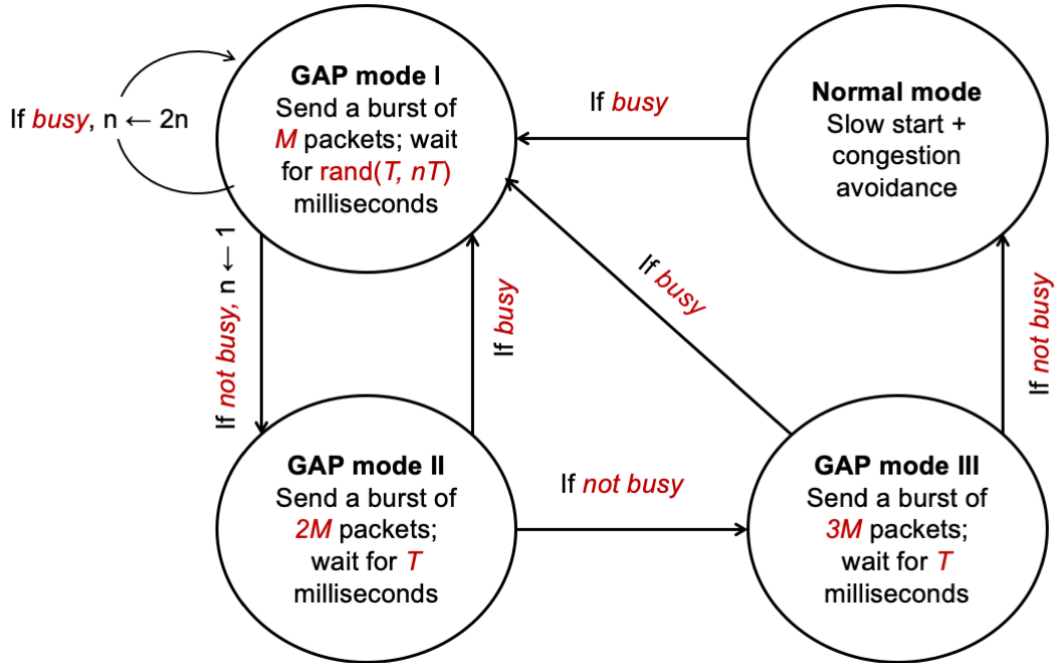 GAP mode I
Send a burst of
M packets; wait
for rand(T, nT)
milliseconds
If busy, n ← 2n
If busy
Normal mode
Slow start +
congestion
avoidance
If not busy, n ← 1
If busy
If busy
If not busy
GAP mode II
Send a burst of
2M packets;
wait for T
milliseconds
If not busy
GAP mode III
Send a burst of
3M packets;
wait for T
milliseconds